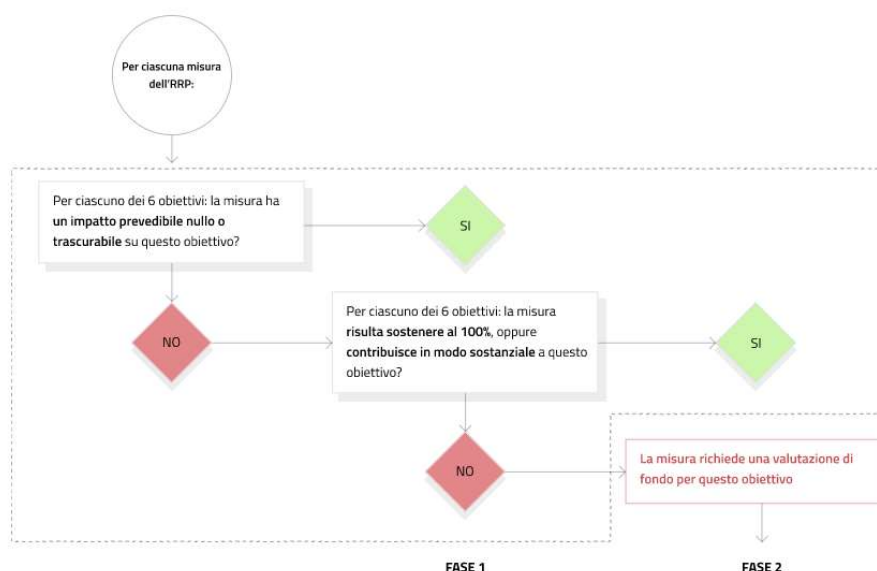 Per ciascuna misura
dell'RRP:
Per ciascuno dei 6 obiettivi: la misura ha
un impatto prevedibile nullo o
trascurabile su questo obiettivo?
SI
NO
Per ciascuno dei 6 obiettivi: la misura
risulta sostenere al 100%, oppure
contribuisce in modo sostanziale a questo
obiettivo?
SI
NO
La misura richiede una valutazione di
fondo per questo obiettivo
FASE 1
FASE 2